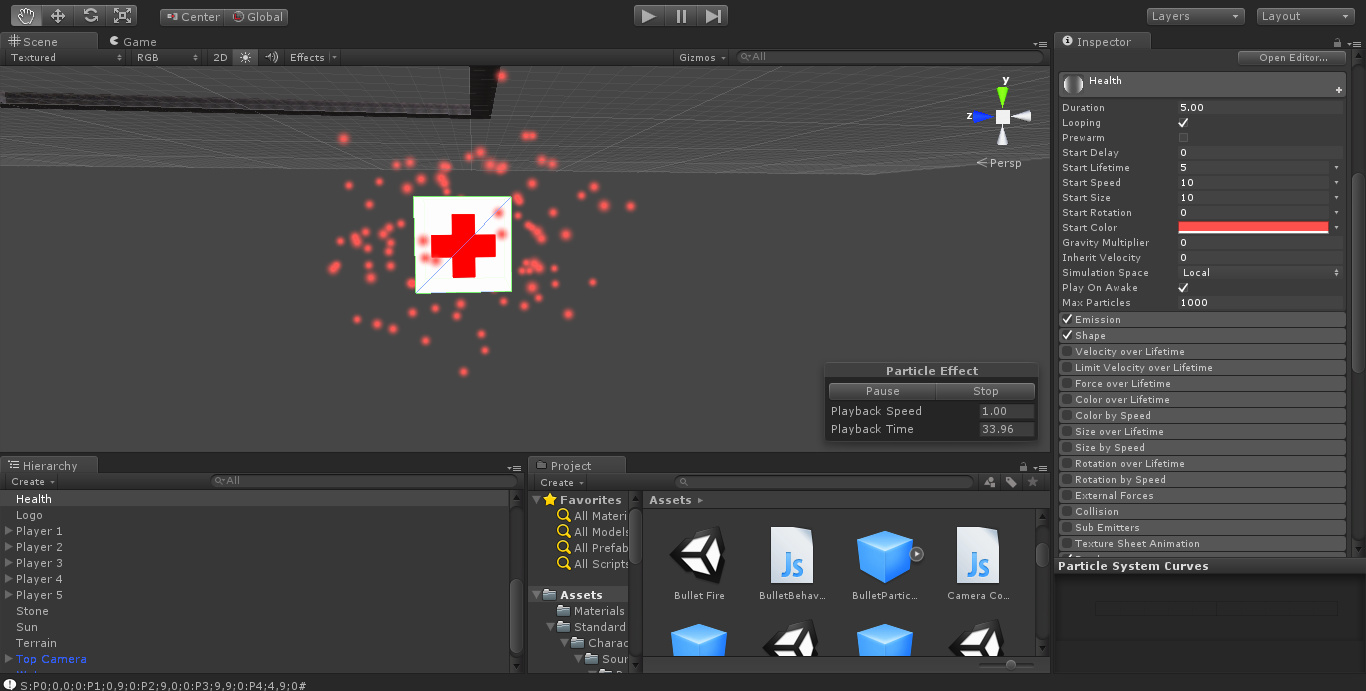 Center Global Layers Layout
Scene Game
Textured RGB 2D Effects Gizmos All
y
z
Persp
Particle Effect
Pause Stop
Playback Speed 1.00
Playback Time 33.96
Inspector
Open Editor...
Health
Duration 5.00
Looping
Prewarm
Start Delay 0
Start Lifetime 5
Start Speed 10
Start Size 10
Start Rotation 0
Start Color
Gravity Multiplier 0
Inherit Velocity 0
Simulation Space Local
Play On Awake
Max Particles 1000
Emission
Shape
Velocity over Lifetime
Limit Velocity over Lifetime
Force over Lifetime
Color over Lifetime
Color by Speed
Size over Lifetime
Size by Speed
Rotation over Lifetime
Rotation by Speed
External Forces
Collision
Sub Emitters
Texture Sheet Animation
Particle System Curves
Hierarchy
Create All
Health
Logo
Player 1
Player 2
Player 3
Player 4
Player 5
Stone
Sun
Terrain
Top Camera
Project
Create
Favorites
All Materi
All Models
All Prefab
All Scripts
Assets
Materials
Standard
Charac
Sour
Assets
Bullet Fire BulletBehav... BulletPartic... Camera Co...
Js Js
S:P0;0,0;0:P1;0,9;0:P2;9,0;0:P3;9,9;0:P4;4,9;0#